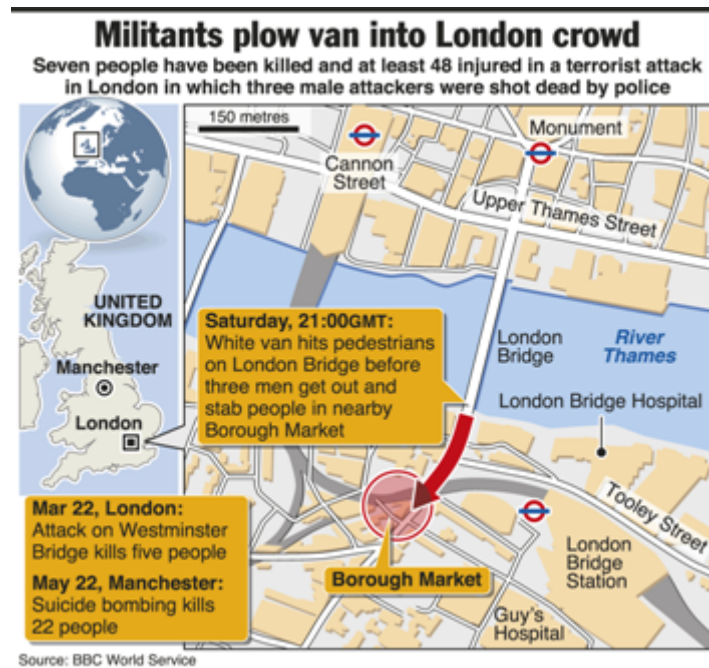 Militants plow van into London crowd
Seven people have been killed and at least 48 injured in a terrorist attack
in London in which three male attackers were shot dead by police
150 metres
Monument
Cannon
Street
Upper Thames Street
UNITED
KINGDOM
Manchester
London
Saturday, 21:00GMT:
White van hits pedestrians
on London Bridge before
three men get out and
stab people in nearby
Borough Market
London
Bridge
River
Thames
London Bridge Hospital
Tooley Street
Mar 22, London:
Attack on Westminster
Bridge kills five people
May 22, Manchester:
Suicide bombing kills
22 people
Borough Market
London
Bridge
Station
Guy's
Hospital
Source: BBC World Service